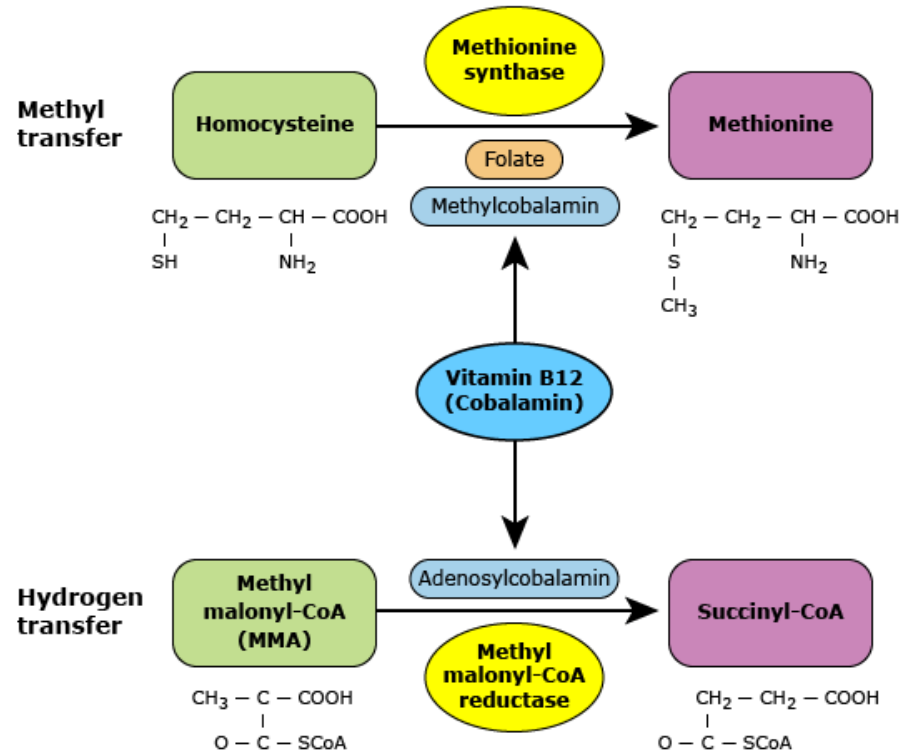 Methionine
synthase
Methyl
transfer
Homocysteine
Methionine
Folate
Methylcobalamin
CH₂ — CH₂ — CH — COOH
SH
NH₂
CH₂ — CH₂ — CH — COOH
S
NH₂
CH₃
Vitamin B12
(Cobalamin)
Hydrogen
transfer
Methyl
malonyl-CoA
(MMA)
Adenosylcobalamin
Succinyl-CoA
Methyl
malonyl-CoA
reductase
CH₃ — C — COOH
O — C — SCoA
CH₂ — CH₂ — COOH
O — C — SCoA